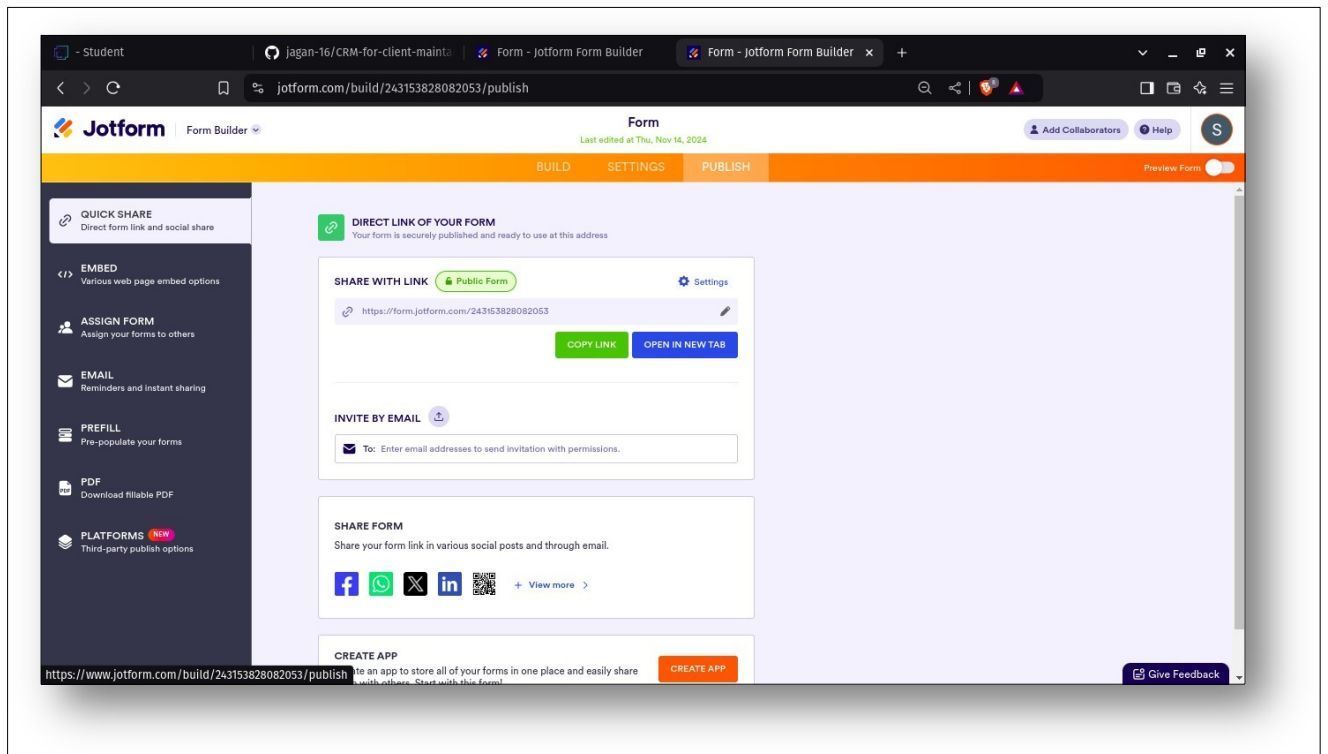 - Student
jagan-16/CRM-for-client-mainta
Form - Jotform Form Builder
Form - Jotform Form Builder
jotform.com/build/243153828082053/publish
Jotform
Form Builder
Form
Last edited at Thu, Nov 14, 2024
Add Collaborators
Help
S
BUILD
SETTINGS
PUBLISH
Preview Form
QUICK SHARE
Direct form link and social share
EMBED
Various web page embed options
ASSIGN FORM
Assign your forms to others
EMAIL
Reminders and instant sharing
PREFILL
Pre-populate your forms
PDF
Download fillable PDF
PLATFORMS NEW
Third-party publish options
DIRECT LINK OF YOUR FORM
Your form is securely published and ready to use at this address
SHARE WITH LINK
Public Form
Settings
https://form.jotform.com/243153828082053
COPY LINK
OPEN IN NEW TAB
INVITE BY EMAIL
To: Enter email addresses to send invitation with permissions.
SHARE FORM
Share your form link in various social posts and through email.
+ View more >
CREATE APP
te an app to store all of your forms in one place and easily share
with others. Start with this form!
CREATE APP
https://www.jotform.com/build/243153828082053/publish
Give Feedback